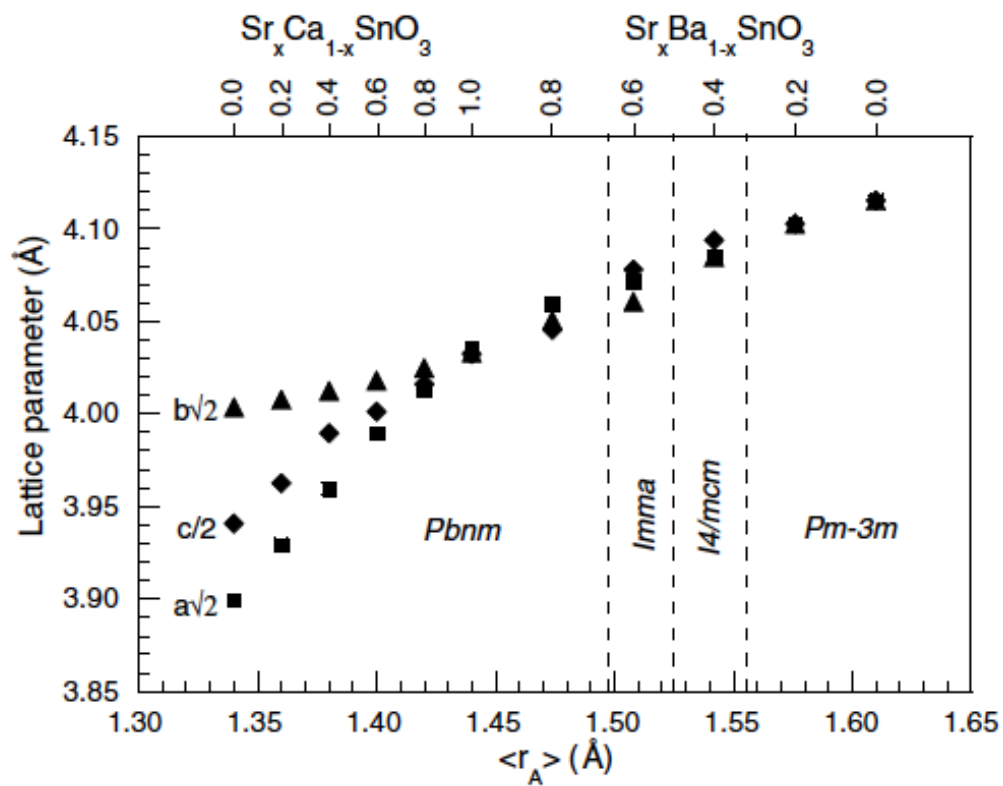 SrxCa1-xSnO3 SrxBa1-xSnO3
0.0 0.2 0.4 0.6 0.8 1.0 0.8 0.6 0.4 0.2 0.0
4.15
4.10
4.05
4.00
3.95
3.90
3.85
Lattice parameter (Å)
b√2
c/2
a√2
Pbnm
Imma
I4/mcm
Pm-3m
1.30 1.35 1.40 1.45 1.50 1.55 1.60 1.65
<rA> (Å)